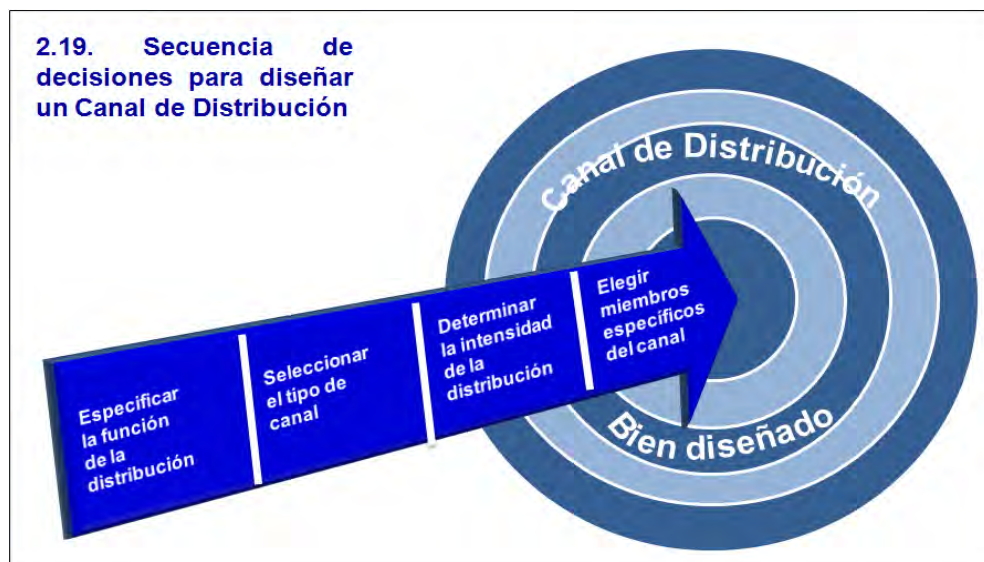 2.19. Secuencia de
decisiones para diseñar
un Canal de Distribución
Canal de Distribución
Especificar
la función
de la
distribución
Seleccionar
el tipo de
canal
Determinar
la intensidad
de la
distribución
Elegir
miembros
específicos
del canal
Bien diseñado